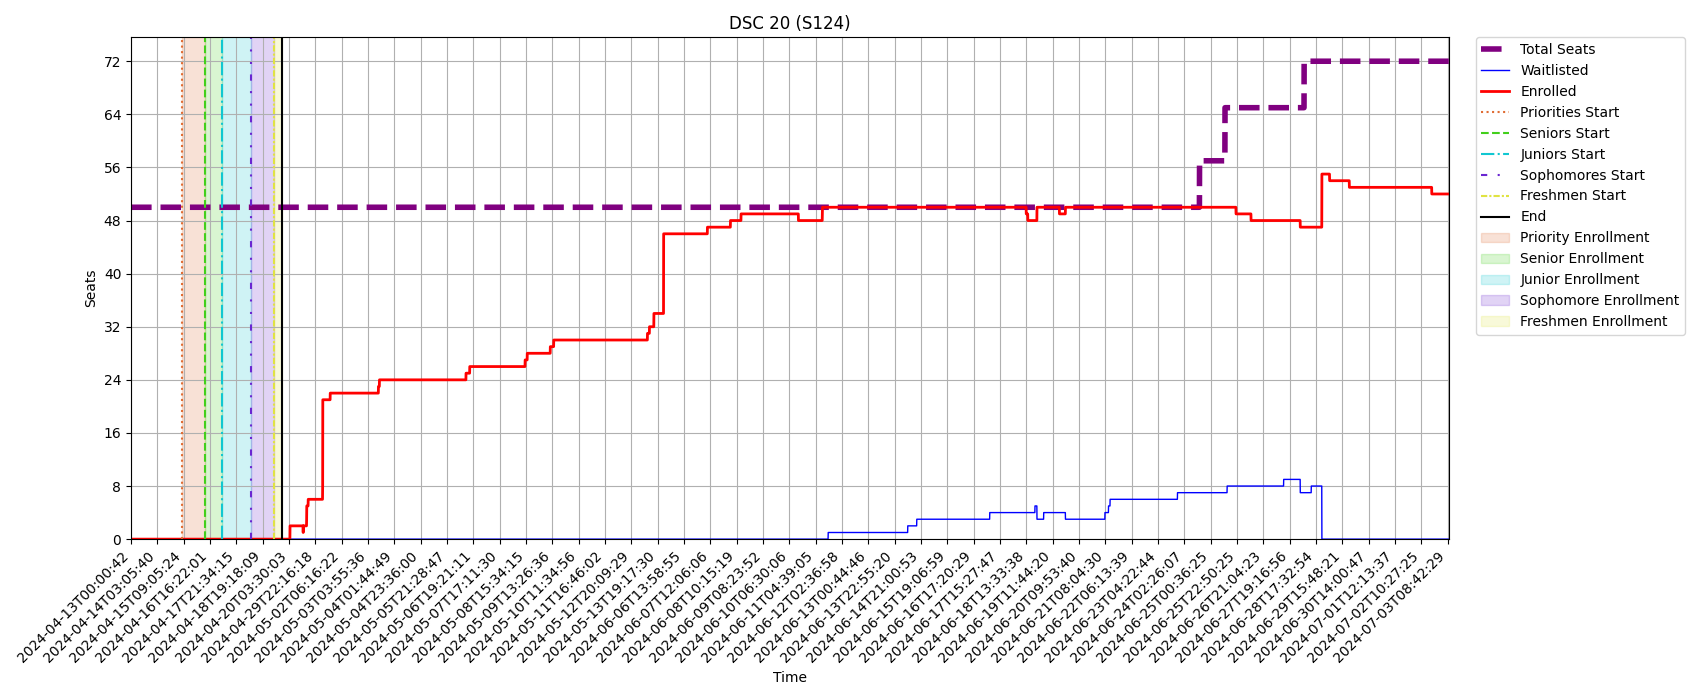 DSC 20 (S124)
Seats
72
64
56
48
40
32
24
16
8
0
2024-04-13T00:00:42
2024-04-14T03:05:40
2024-04-15T09:05:24
2024-04-16T16:22:01
2024-04-17T21:34:15
2024-04-18T19:18:09
2024-04-20T03:30:03
2024-04-29T22:16:18
2024-05-02T06:16:22
2024-05-03T03:55:36
2024-05-04T01:44:49
2024-05-04T23:36:00
2024-05-05T21:28:47
2024-05-06T19:21:11
2024-05-07T17:11:30
2024-05-08T15:34:15
2024-05-09T13:26:36
2024-05-10T11:34:56
2024-05-11T16:46:02
2024-05-12T20:09:29
2024-05-13T19:17:30
2024-06-06T13:58:55
2024-06-07T12:06:06
2024-06-08T10:15:19
2024-06-09T08:23:52
2024-06-10T06:30:06
2024-06-11T04:39:05
2024-06-12T02:36:58
2024-06-13T00:44:46
2024-06-13T22:55:20
2024-06-14T21:00:53
2024-06-15T19:06:59
2024-06-16T17:20:29
2024-06-17T15:27:47
2024-06-18T13:33:38
2024-06-19T11:44:20
2024-06-20T09:53:40
2024-06-21T08:04:30
2024-06-22T06:13:39
2024-06-23T04:22:44
2024-06-24T02:26:07
2024-06-25T00:36:25
2024-06-25T22:50:25
2024-06-26T21:04:23
2024-06-27T19:16:56
2024-06-28T17:32:54
2024-06-29T15:48:21
2024-06-30T14:00:47
2024-07-01T12:13:37
2024-07-02T10:27:25
2024-07-03T08:42:29
Time
Total Seats
Waitlisted
Enrolled
Priorities Start
Seniors Start
Juniors Start
Sophomores Start
Freshmen Start
End
Priority Enrollment
Senior Enrollment
Junior Enrollment
Sophomore Enrollment
Freshmen Enrollment